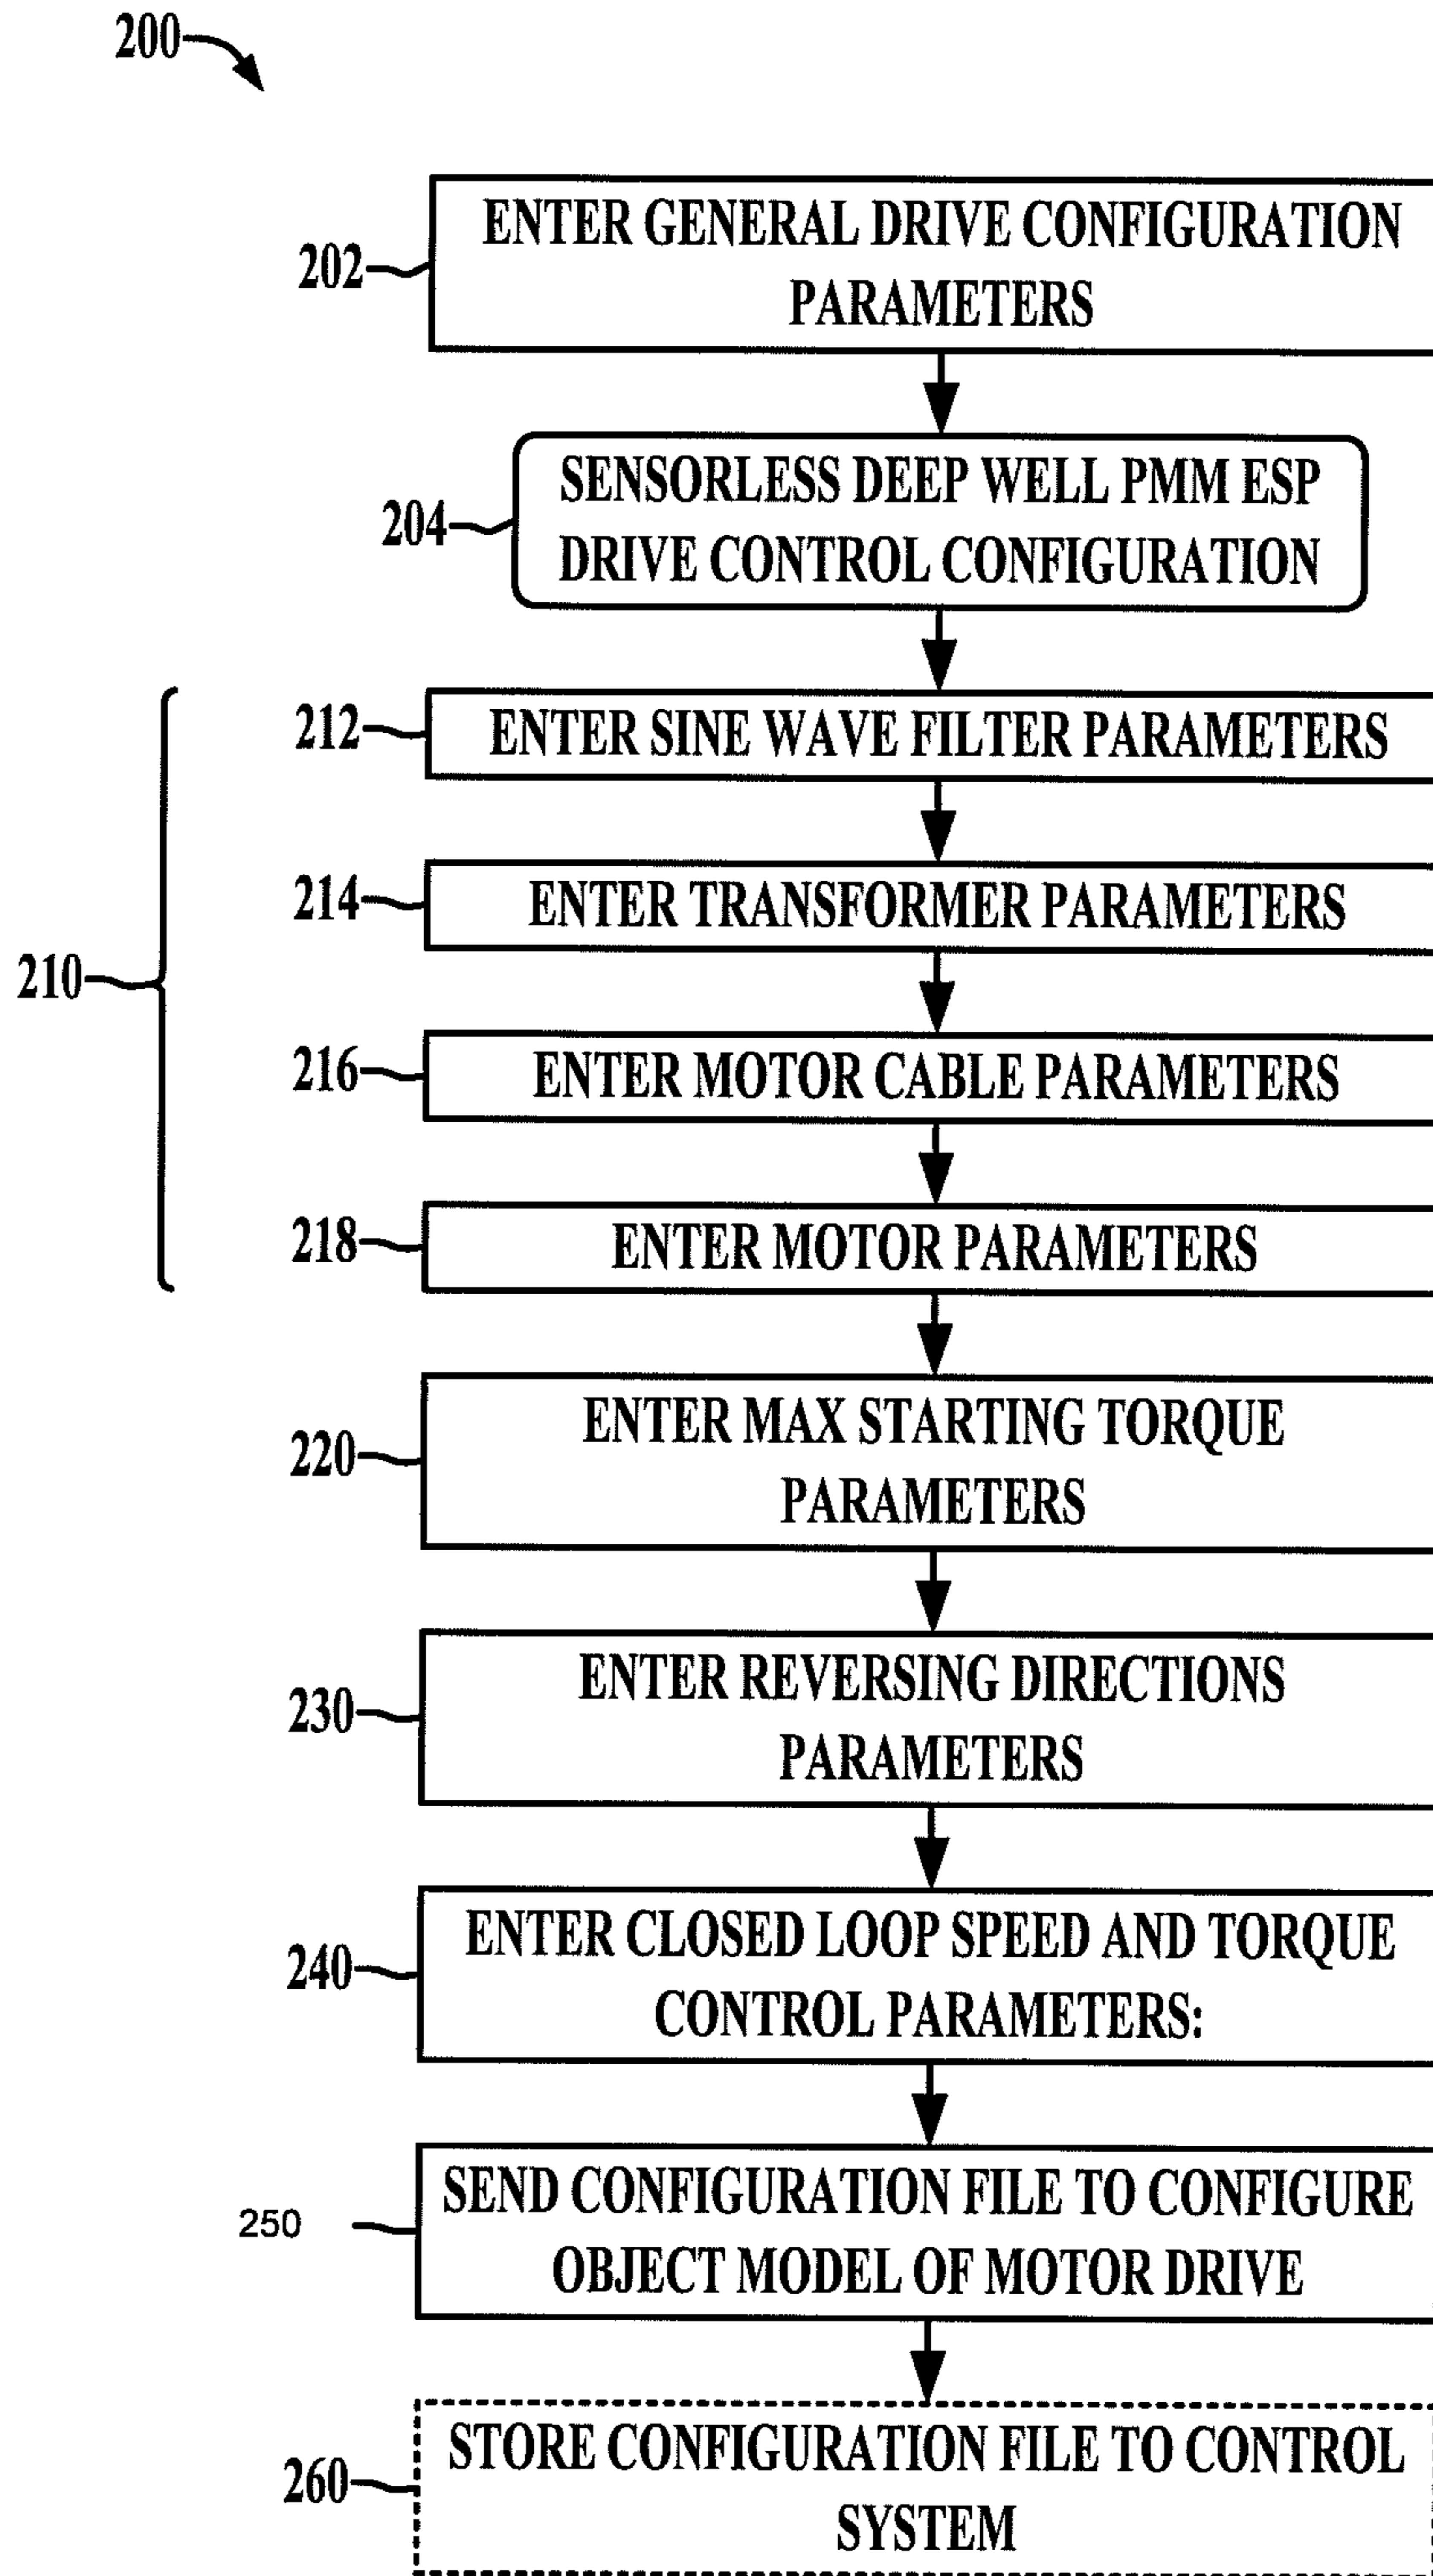 200
202
ENTER GENERAL DRIVE CONFIGURATION
PARAMETERS
204
SENSORLESS DEEP WELL PMM ESP
DRIVE CONTROL CONFIGURATION
210
212
ENTER SINE WAVE FILTER PARAMETERS
214
ENTER TRANSFORMER PARAMETERS
216
ENTER MOTOR CABLE PARAMETERS
218
ENTER MOTOR PARAMETERS
220
ENTER MAX STARTING TORQUE
PARAMETERS
230
ENTER REVERSING DIRECTIONS
PARAMETERS
240
ENTER CLOSED LOOP SPEED AND TORQUE
CONTROL PARAMETERS:
250
SEND CONFIGURATION FILE TO CONFIGURE
OBJECT MODEL OF MOTOR DRIVE
260
STORE CONFIGURATION FILE TO CONTROL
SYSTEM